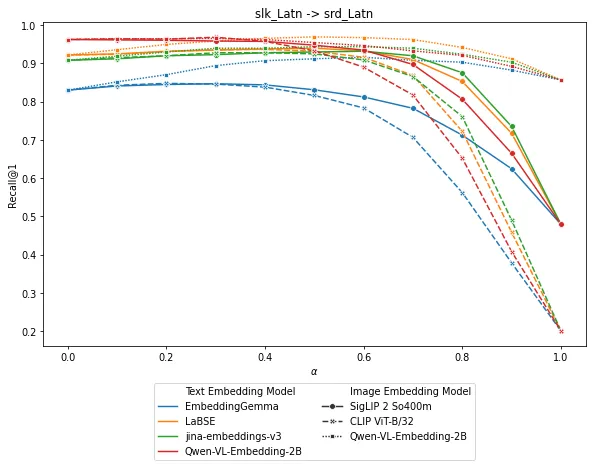 slk_Latn -> srd_Latn
Recall@1
1.0
0.9
0.8
0.7
0.6
0.5
0.4
0.3
0.2
0.0
0.2
0.4
0.6
0.8
1.0
α
Text Embedding Model
EmbeddingGemma
LaBSE
jina-embeddings-v3
Qwen-VL-Embedding-2B
Image Embedding Model
SigLIP 2 So400m
CLIP ViT-B/32
Qwen-VL-Embedding-2B